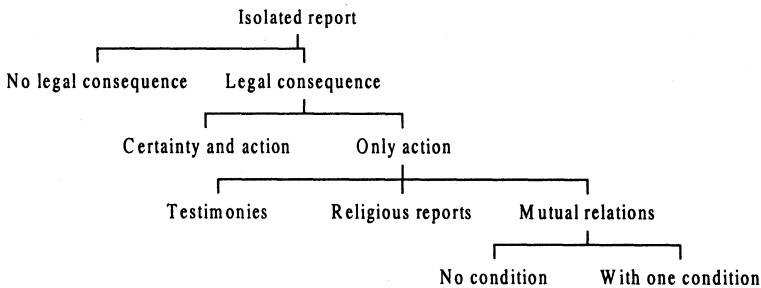 Isolated report
No legal consequence Legal consequence
Certainty and action Only action
Testimonies Religious reports Mutual relations
No condition With one condition